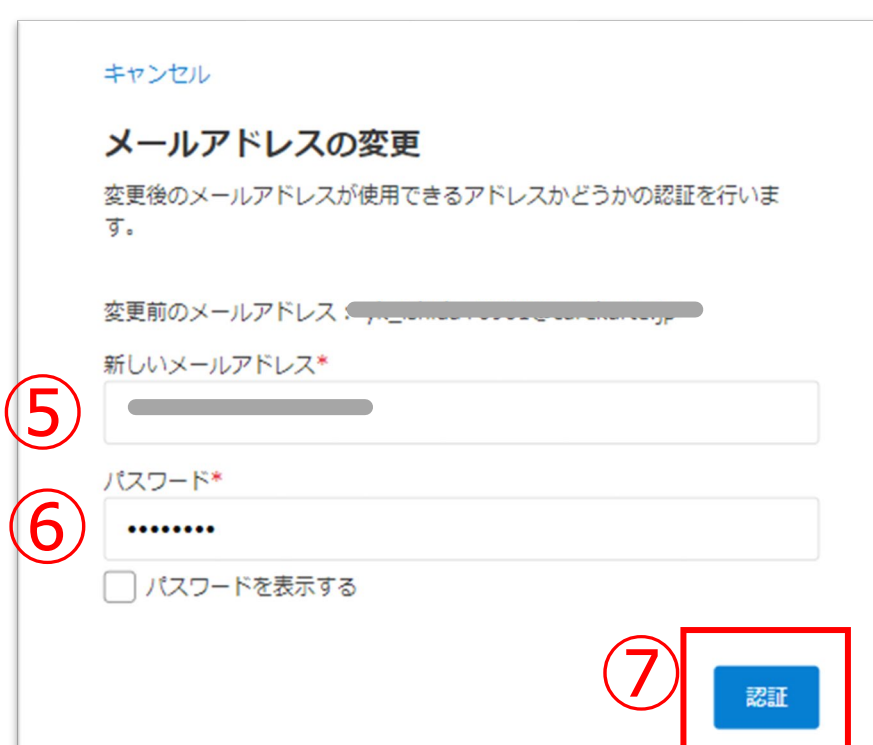 キャンセル
メールアドレスの変更
変更後のメールアドレスが使用できるアドレスかどうかの認証を行いま
す。
変更前のメールアドレス：
新しいメールアドレス*
⑤
パスワード*
⑥ ••••••••
パスワードを表示する
⑦ 認証